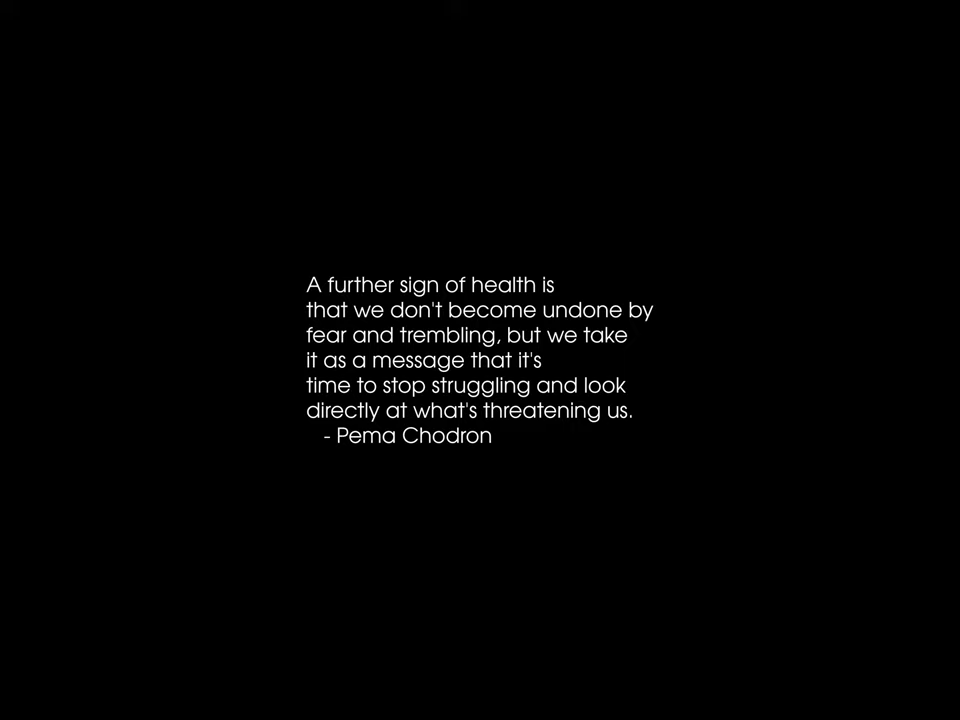 A further sign of health is
that we don't become undone by
fear and trembling, but we take
it as a message that it's
time to stop struggling and look
directly at what's threatening us.
- Pema Chodron